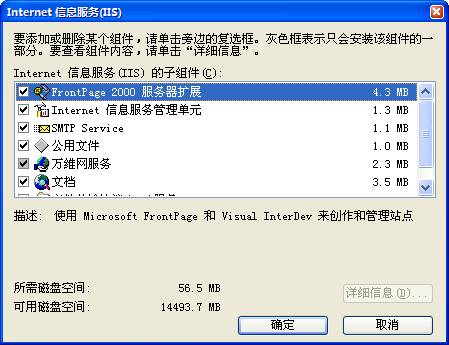 Internet 信息服务(IIS)
要添加或删除某个组件，请单击旁边的复选框。灰色框表示只会安装该组件的一
部分。要查看组件内容，请单击“详细信息”。
Internet 信息服务(IIS) 的子组件(C):
FrontPage 2000 服务器扩展 4.3 MB
Internet 信息服务管理单元 1.3 MB
SMTP Service 1.1 MB
公用文件 1.0 MB
万维网服务 2.3 MB
文档 3.5 MB
描述: 使用 Microsoft FrontPage 和 Visual InterDev 来创作和管理站点
所需磁盘空间: 56.5 MB
可用磁盘空间: 14493.7 MB
详细信息(D)...
确定 取消